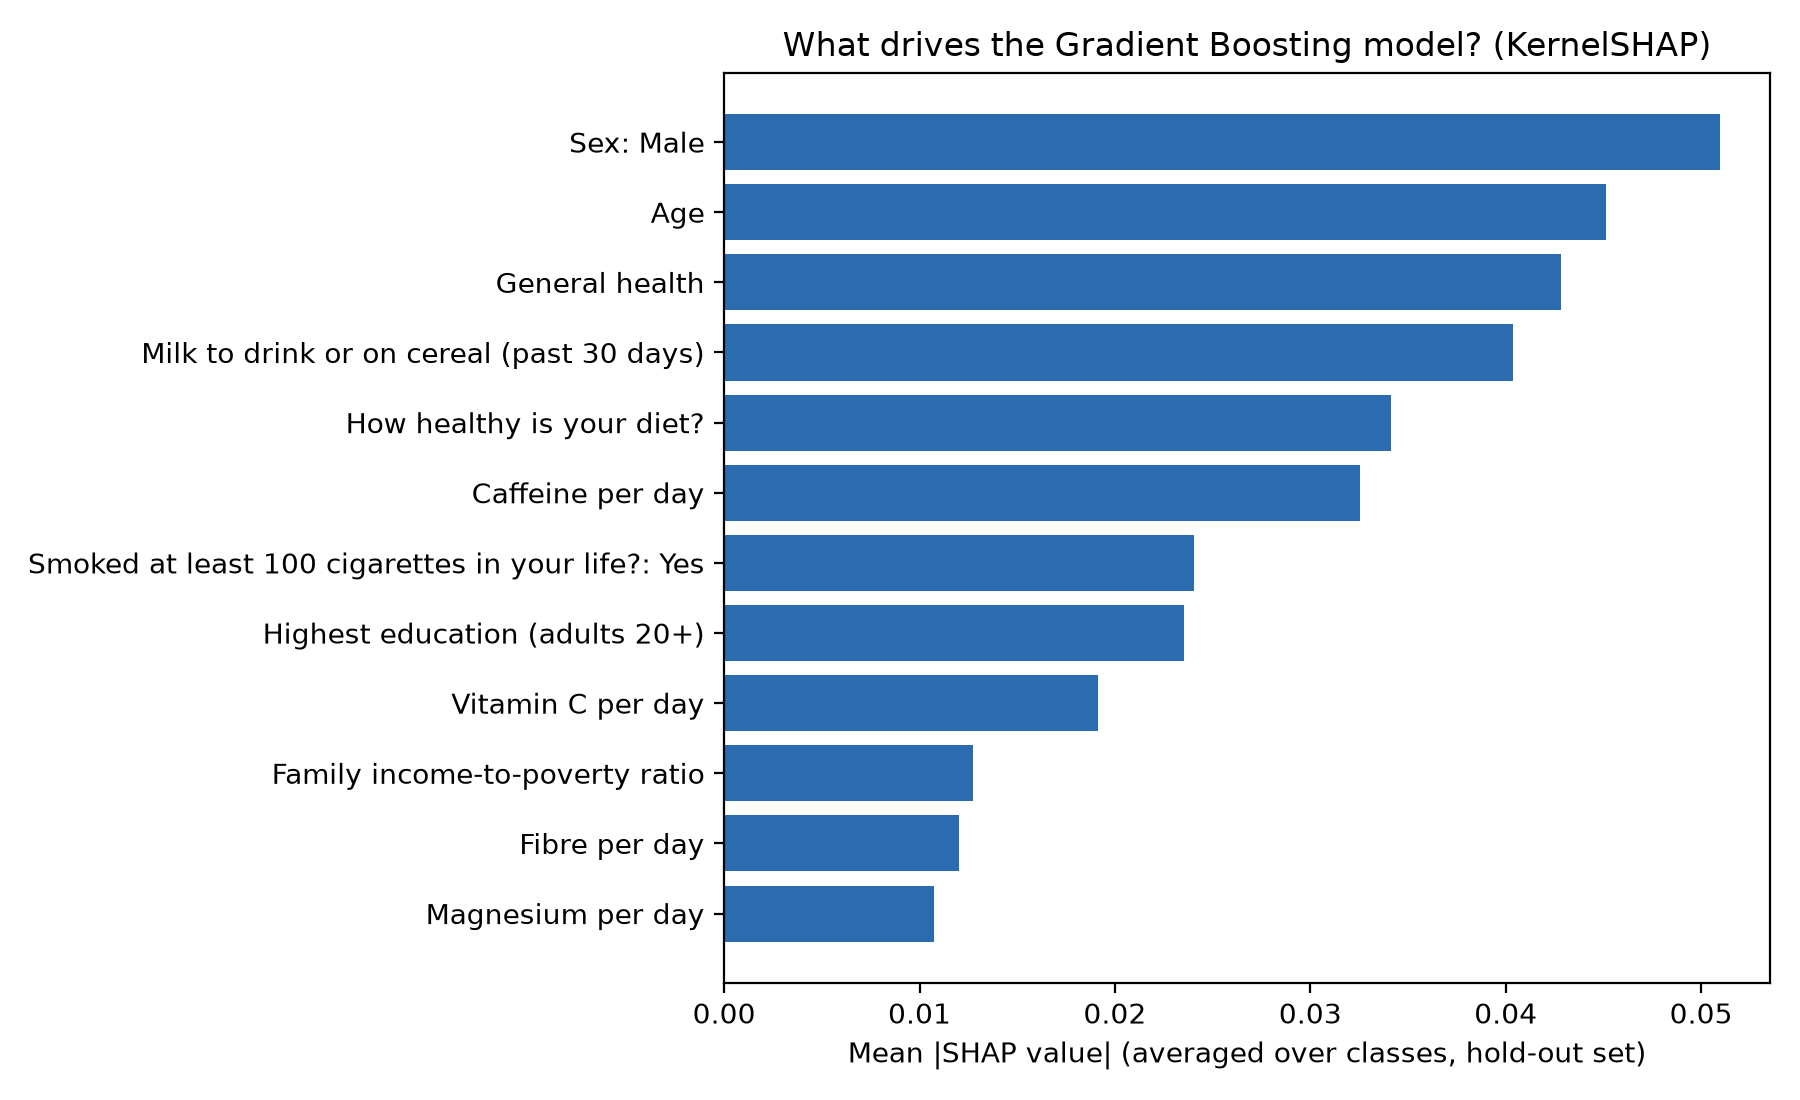 What drives the Gradient Boosting model? (KernelSHAP)
Sex: Male
Age
General health
Milk to drink or on cereal (past 30 days)
How healthy is your diet?
Caffeine per day
Smoked at least 100 cigarettes in your life?: Yes
Highest education (adults 20+)
Vitamin C per day
Family income-to-poverty ratio
Fibre per day
Magnesium per day
0.00 0.01 0.02 0.03 0.04 0.05
Mean |SHAP value| (averaged over classes, hold-out set)